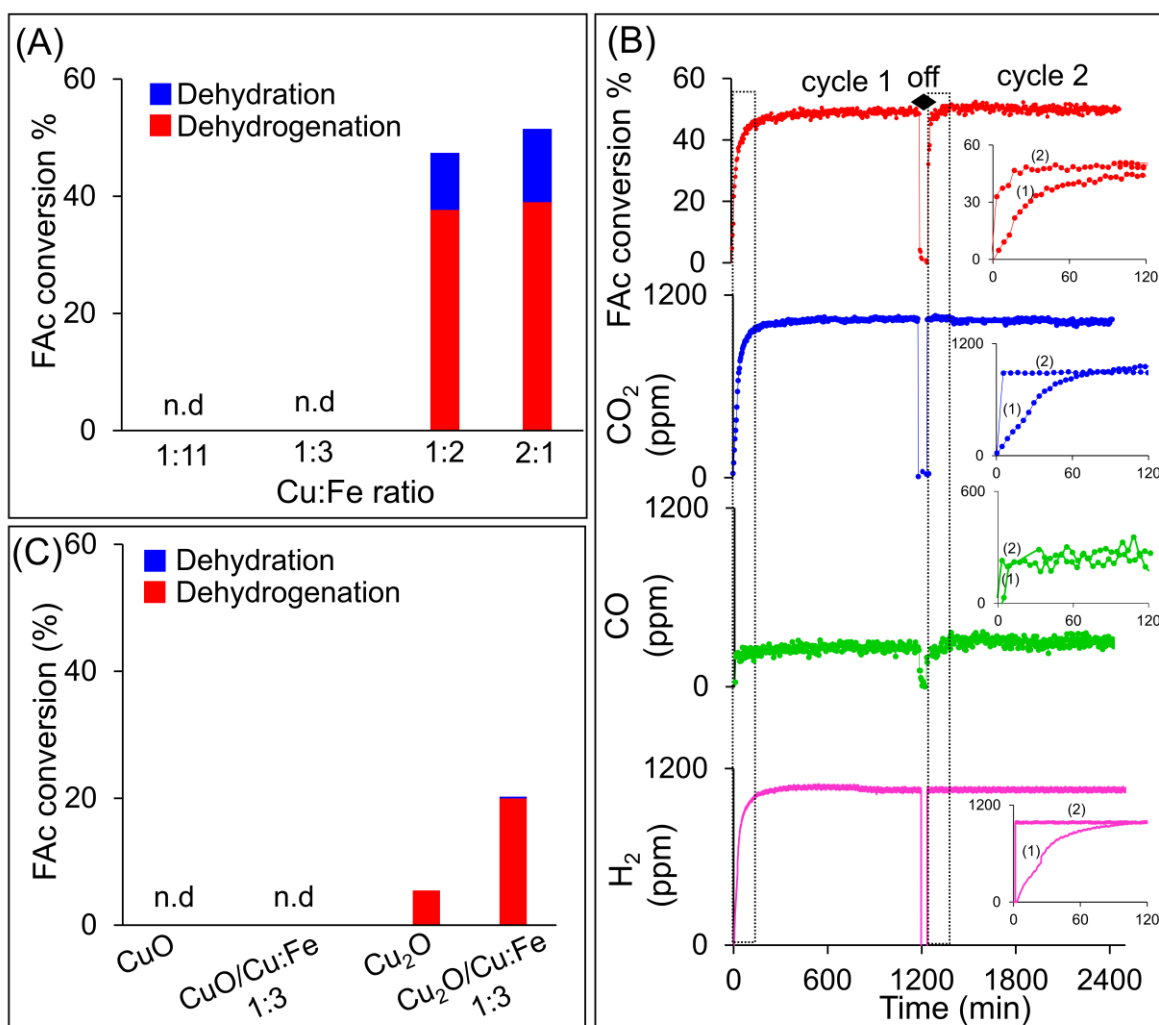 (A)
FAc conversion %
60
40
20
0
Dehydration
Dehydrogenation
n.d
n.d
1:11
1:3
1:2
2:1
Cu:Fe ratio
(B)
FAc conversion %
60
40
20
0
cycle 1
off
cycle 2
60
30
0
(2)
(1)
0
60
120
CO₂
(ppm)
1200
0
1200
0
(2)
(1)
0
60
120
CO
(ppm)
1200
0
600
0
(2)
(1)
0
60
120
H₂
(ppm)
1200
0
1200
0
(2)
(1)
0
60
120
0
600
1200
1800
2400
Time (min)
(C)
FAc conversion (%)
60
40
20
0
Dehydration
Dehydrogenation
n.d
n.d
CuO
CuO/Cu:Fe
1:3
Cu₂O
Cu₂O/Cu:Fe
1:3